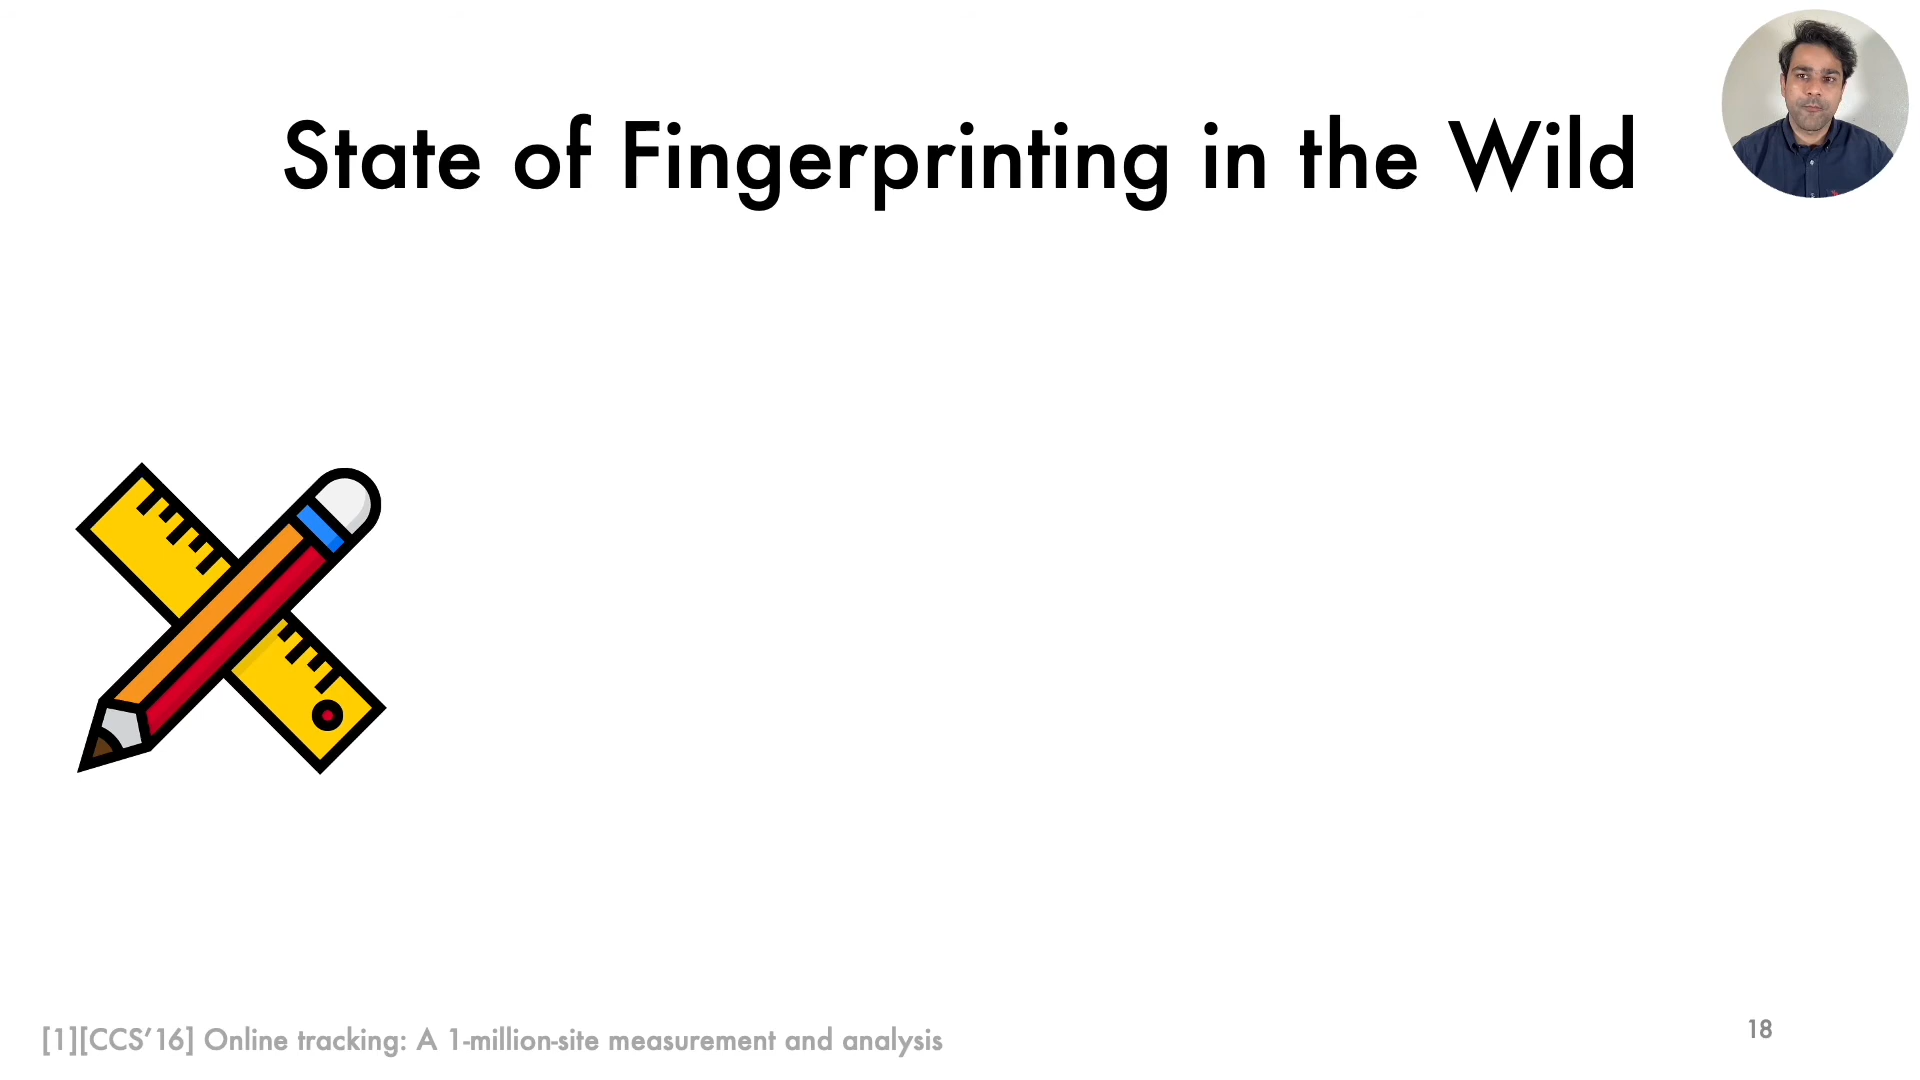 State of Fingerprinting in the Wild
[1][CCS’16] Online tracking: A 1-million-site measurement and analysis
18